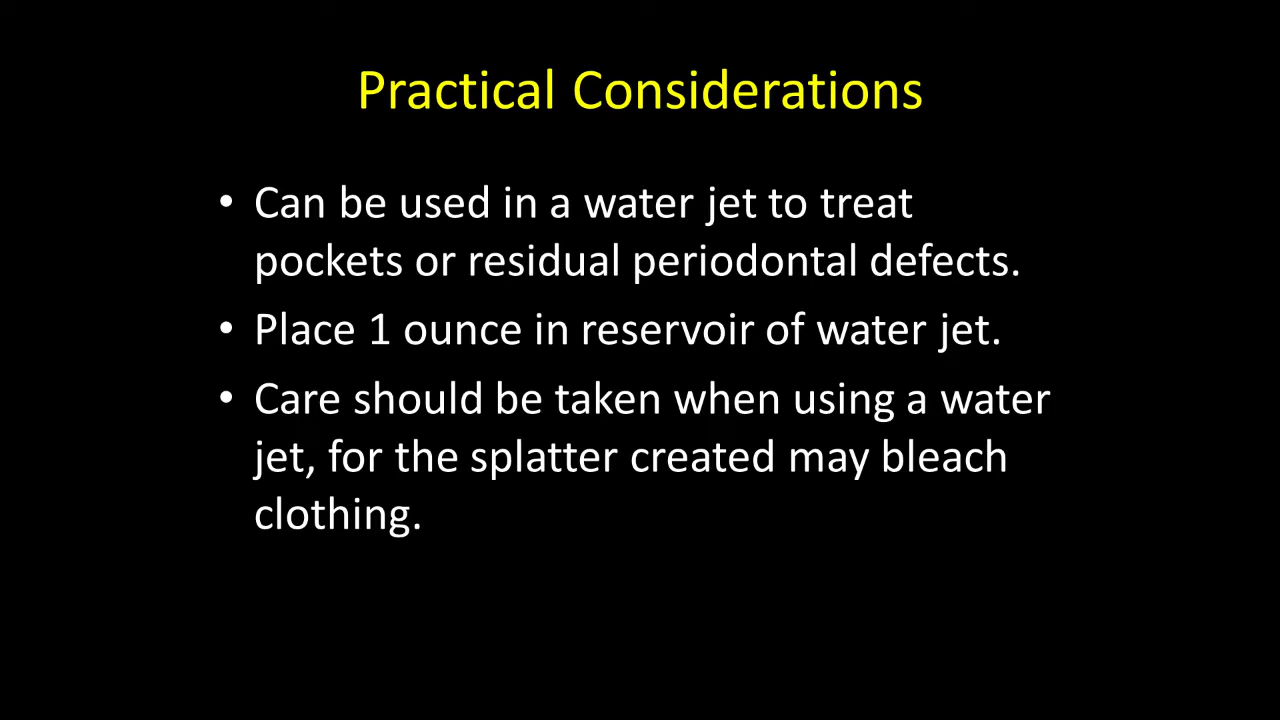 Practical Considerations
• Can be used in a water jet to treat
pockets or residual periodontal defects.
• Place 1 ounce in reservoir of water jet.
• Care should be taken when using a water
jet, for the splatter created may bleach
clothing.